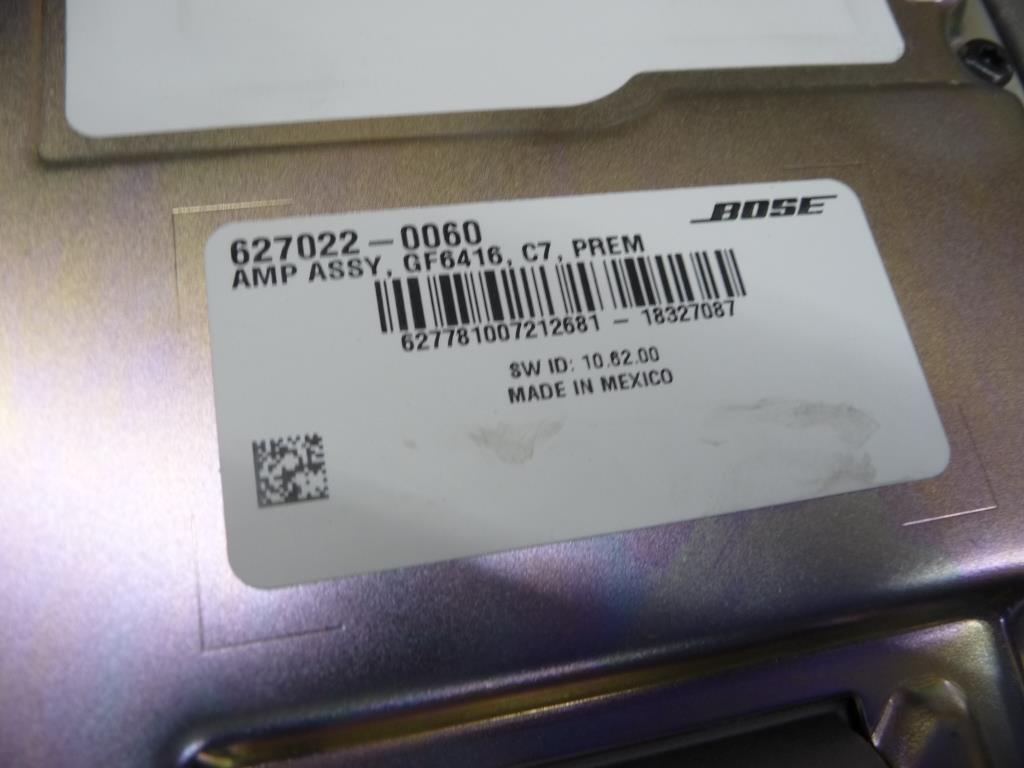 BOSE
627022-0060
AMP ASSY, GF6416, C7, PREM
627781007212681 - 18327087
SW ID: 10.62.00
MADE IN MEXICO